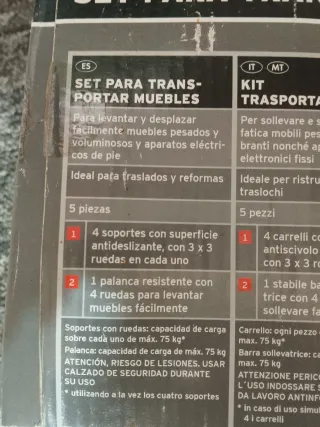 SET PARA
ES
SET PARA TRANS-
PORTAR MUEBLES
Para levantar y desplazar
fácilmente muebles pesados y
voluminosos y aparatos eléctri-
cos de pie
Ideal para traslados y reformas
5 piezas
1 4 soportes con superficie
antideslizante, con 3 x 3
ruedas en cada uno
2 1 palanca resistente con
4 ruedas para levantar
muebles fácilmente
Soportes con ruedas: capacidad de carga
sobre cada uno de máx. 75 kg*
Palanca: capacidad de carga de máx. 75 kg
ATENCIÓN, RIESGO DE LESIONES, USAR
CALZADO DE SEGURIDAD DURANTE
SU USO
* utilizando a la vez los cuatro soportes
IT MT
KIT
TRASPORTA
Per sollevare e s
fatica mobili pes
branti nonché ap
elettronici fissi
Ideale per ristru
traslochi
5 pezzi
1 4 carrelli c
antiscivolo
con 3 x 3 ro
2 1 stabile ba
trice con 4
sollevare fa
Carrello: ogni pezzo
max. 75 kg*
Barra sollevatrice: ca
max. 75 kg
ATTENZIONE PERICO
L'USO INDOSSARE S
DA LAVORO ANTINFO
* in caso di uso simul
4 i carrelli